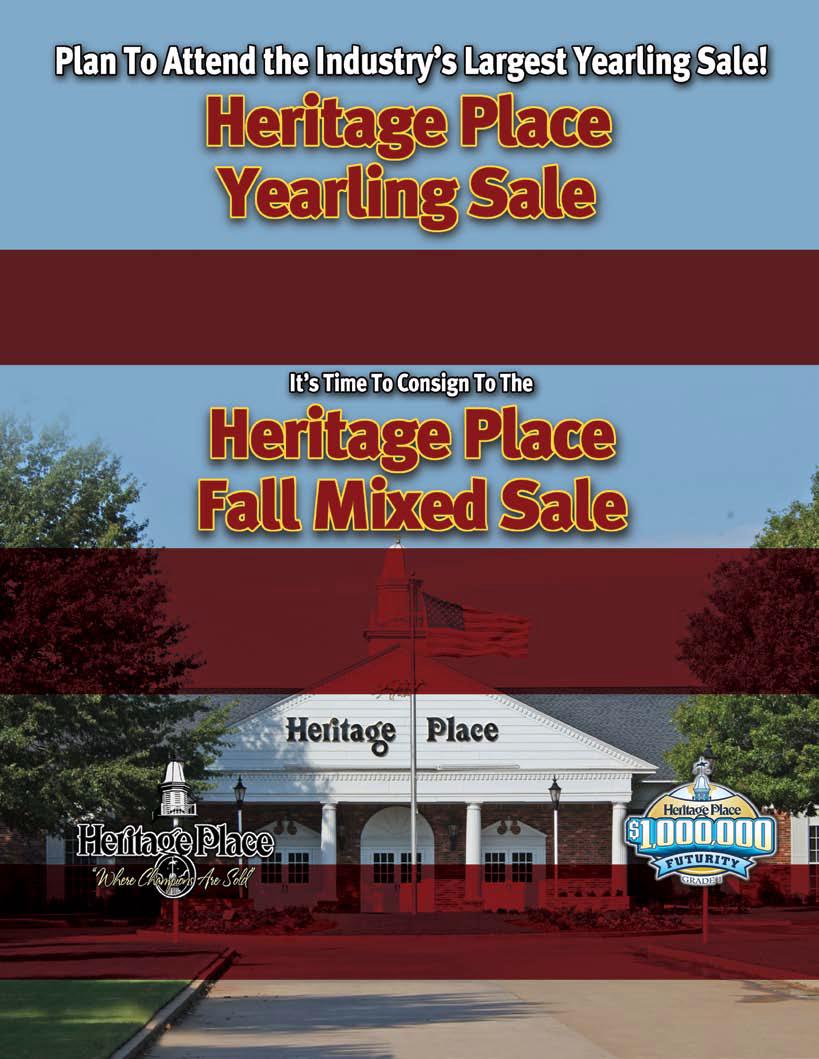 Plan To Attend the Industry's Largest Yearling Sale!
Heritage Place
Yearling Sale
It's Time To Consign To The
Heritage Place
Fall Mixed Sale
Heritage Place
Heritage Place
"Where Champions Are Sold"
Heritage Place
$1,000,000
FUTURITY
GRADE 1